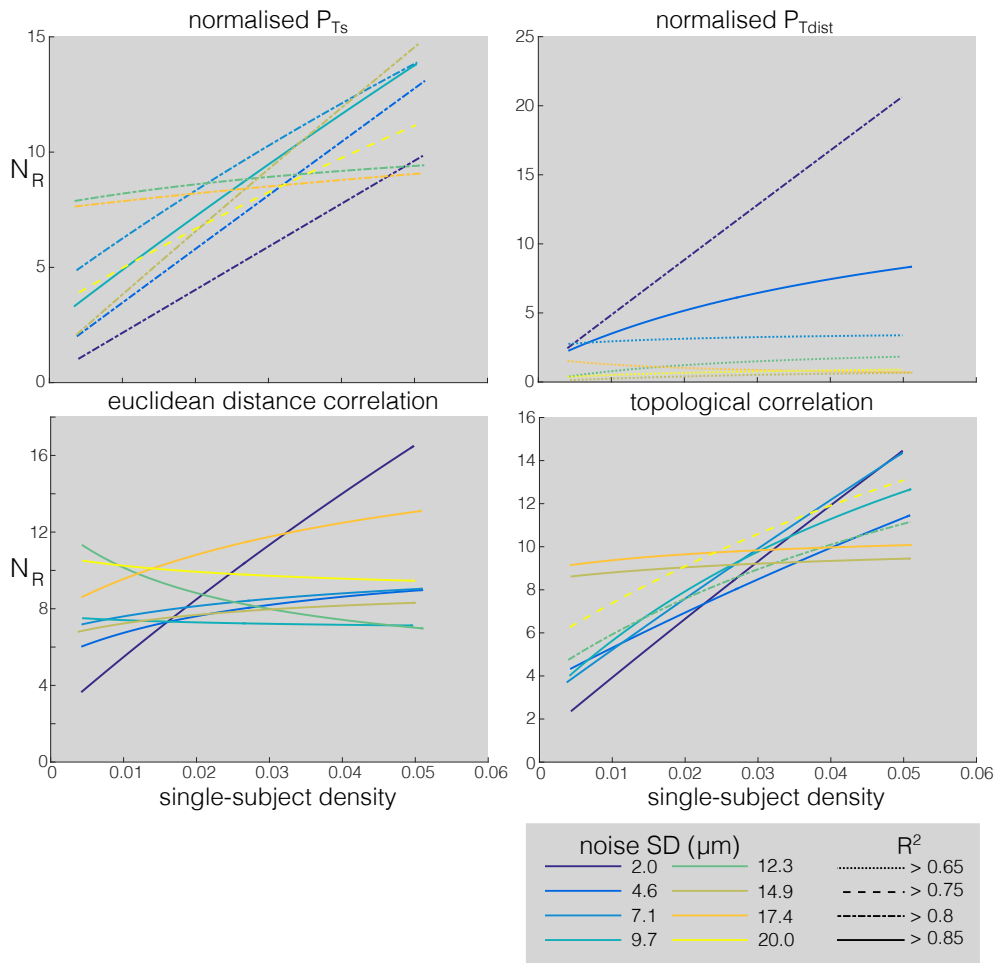 normalised P_Ts
normalised P_Tdist
15
10
5
0
N_R
25
20
15
10
5
0
euclidean distance correlation
topological correlation
16
12
8
4
0
N_R
0 0.01 0.02 0.03 0.04 0.05 0.06
single-subject density
16
14
12
10
8
6
4
2
0
0 0.01 0.02 0.03 0.04 0.05 0.06
single-subject density
noise SD (μm)
R²
2.0 12.3 > 0.65
4.6 14.9 > 0.75
7.1 17.4 > 0.8
9.7 20.0 > 0.85